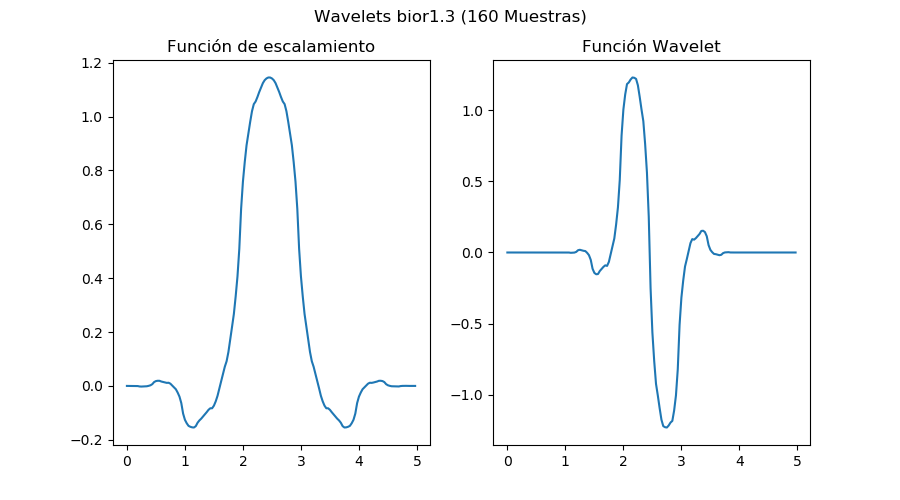 Wavelets bior1.3 (160 Muestras)
Función de escalamiento
Función Wavelet
1.2
1.0
0.8
0.6
0.4
0.2
0.0
−0.2
0 1 2 3 4 5
1.0
0.5
0.0
−0.5
−1.0
0 1 2 3 4 5